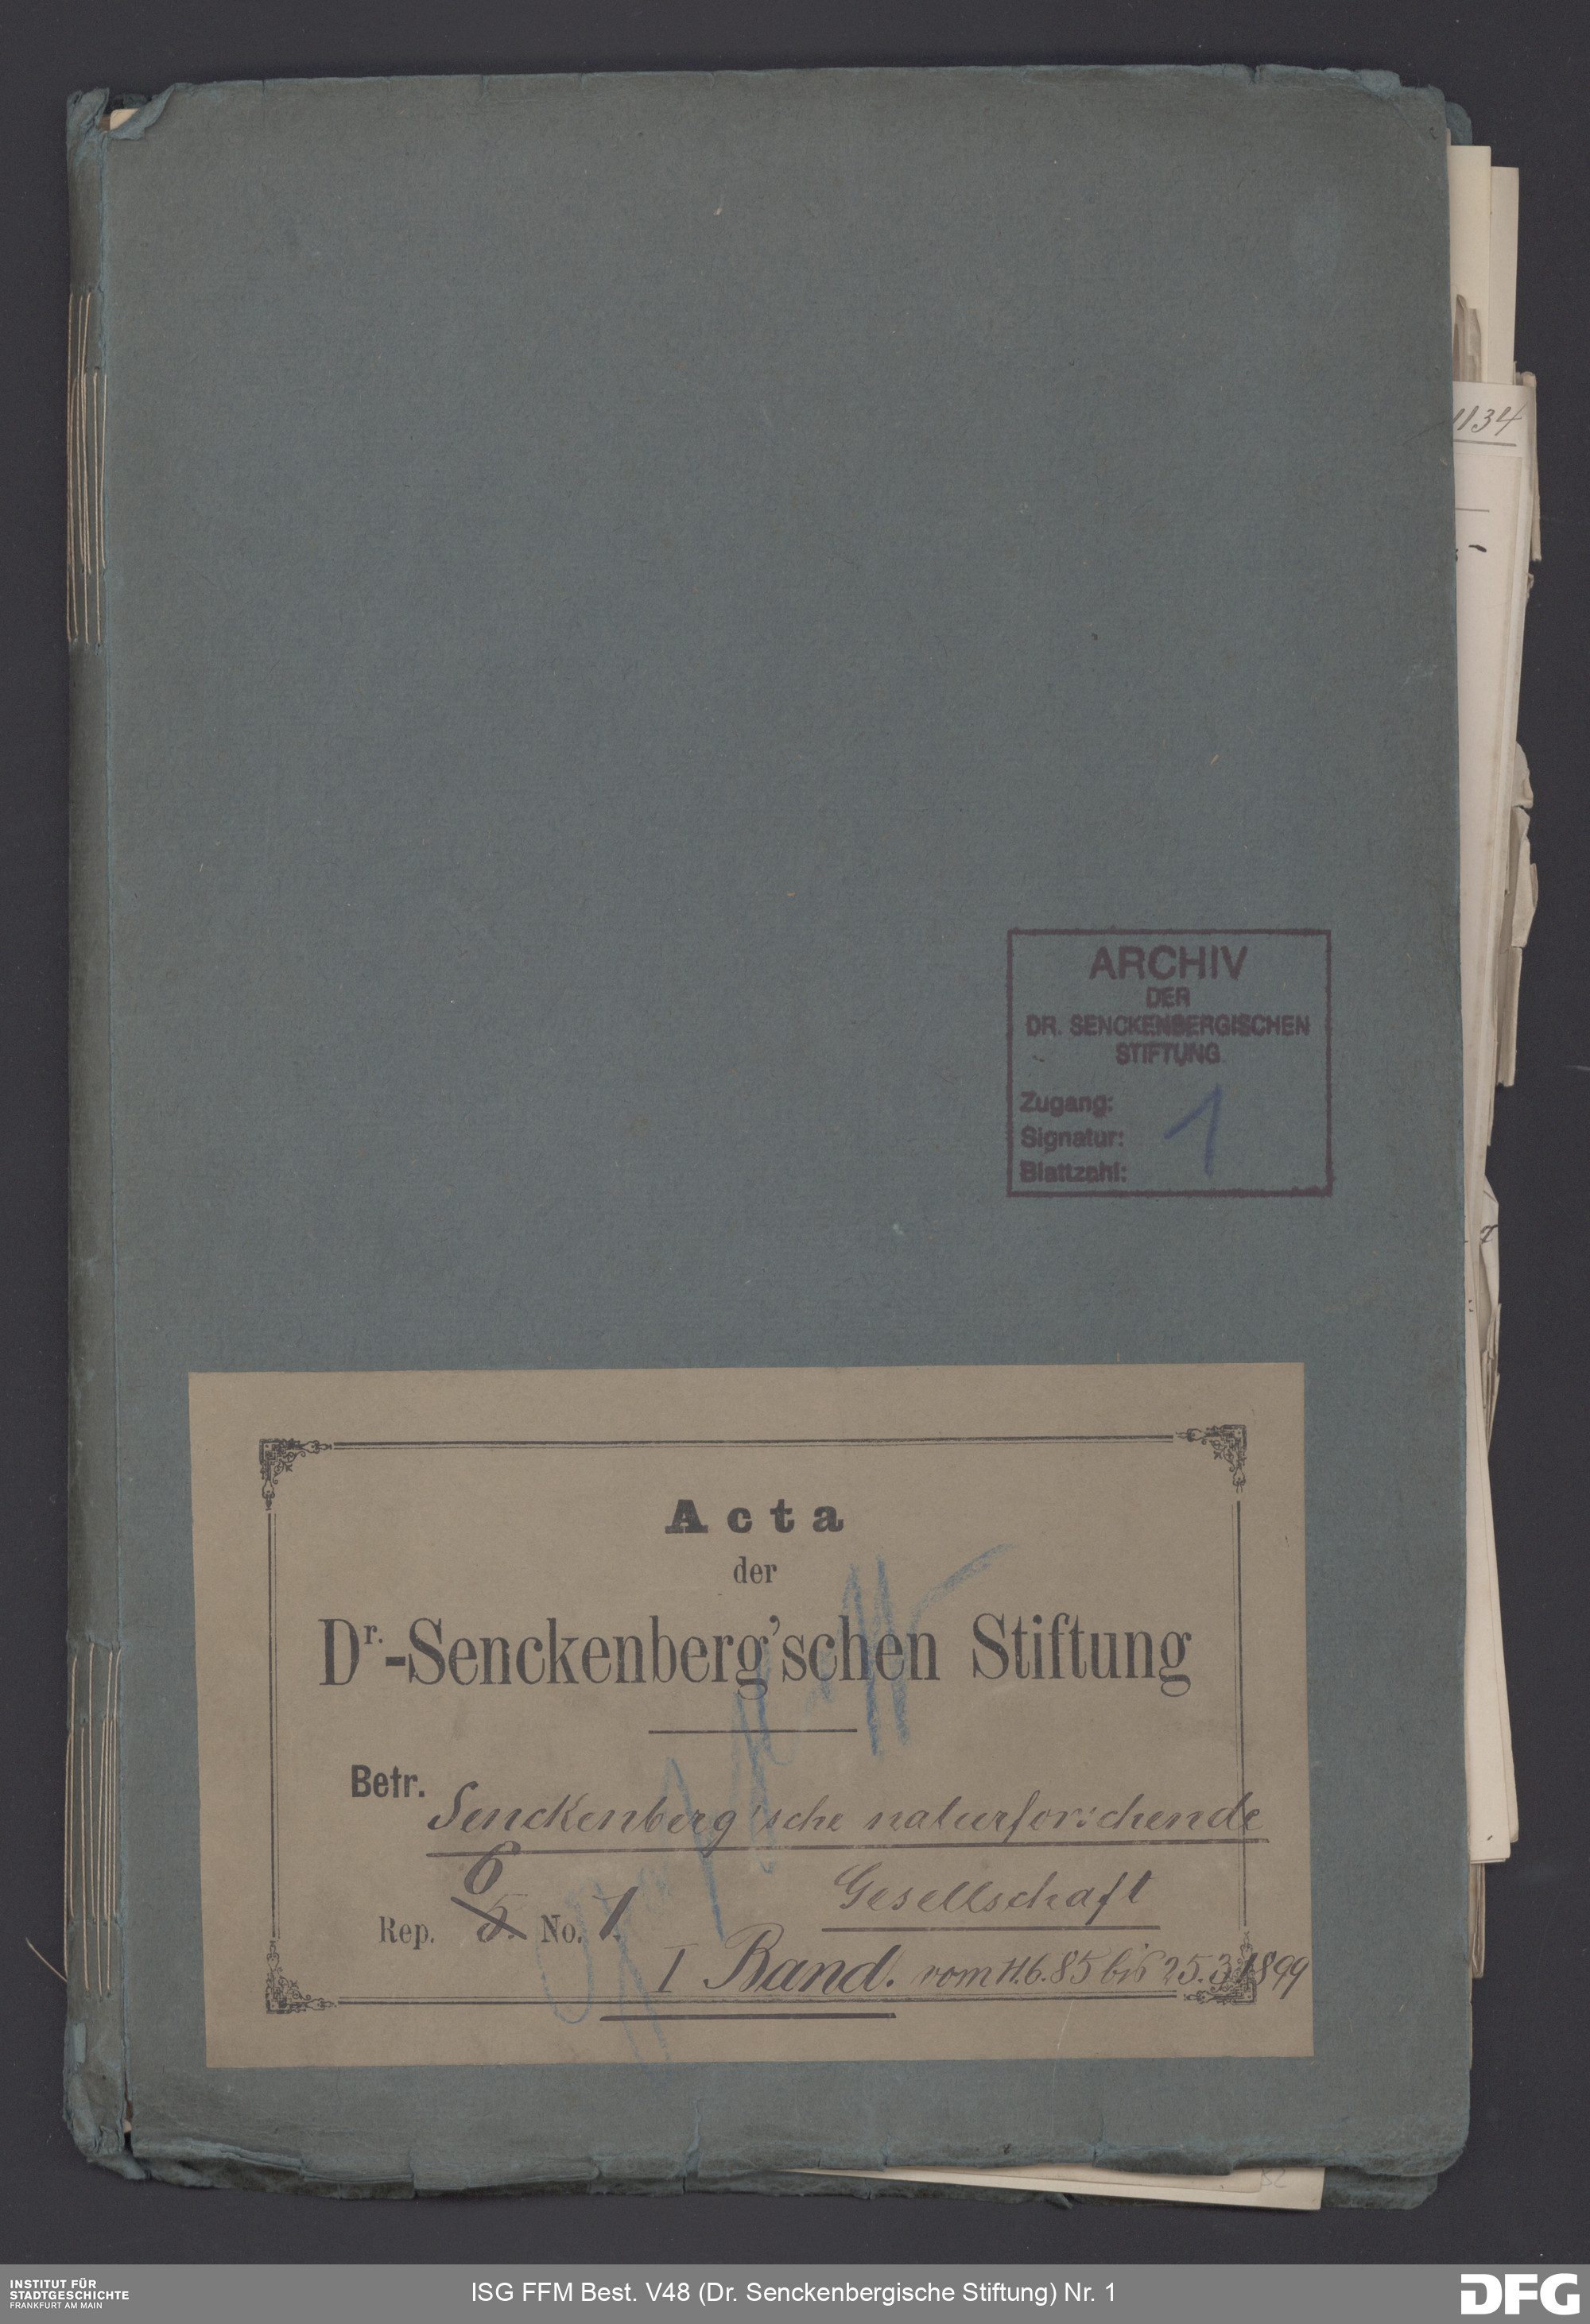 1134
ARCHIV
DER
DR. SENCKENBERGISCHEN
STIFTUNG
Zugang:
Signatur: 1
Blattzahl:
Acta
der
Dr.-Senckenberg'schen Stiftung
Betr. Senckenberg'sche naturforschende
Gesellschaft
6
Rep. 5. No. 1.
I Band. vom 11.6.85 bis 25.3.1899
INSTITUT FÜR
STADTGESCHICHTE
FRANKFURT AM MAIN
ISG FFM Best. V48 (Dr. Senckenbergische Stiftung) Nr. 1
DFG